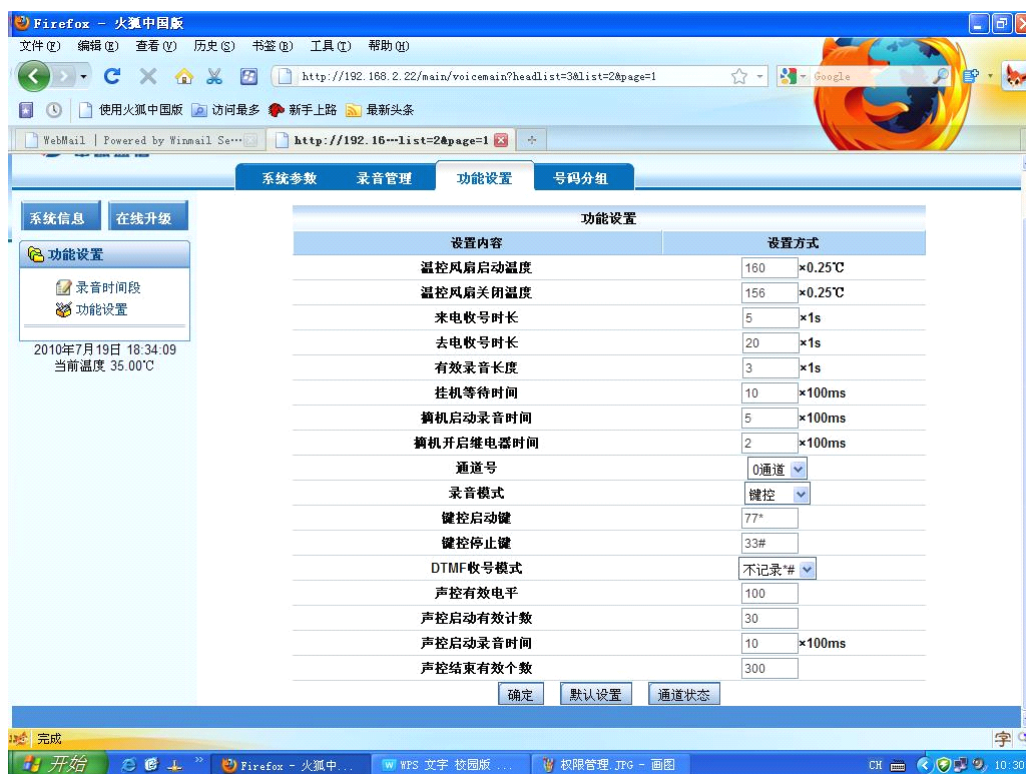 Firefox - 火狐中国版
文件(F) 编辑(E) 查看(V) 历史(S) 书签(B) 工具(T) 帮助(H)
http://192.168.2.22/main/voicemain?headlist=3&list=2&page=1
Google
使用火狐中国版 访问最多 新手上路 最新头条
WebMail | Powered by Winmail Se… http://192.16…list=2&page=1
系统参数 录音管理 功能设置 号码分组
系统信息 在线升级
功能设置
录音时间段
功能设置
2010年7月19日 18:34:09
当前温度 35.00℃
功能设置
设置内容 设置方式
温控风扇启动温度 160 ×0.25℃
温控风扇关闭温度 156 ×0.25℃
来电收号时长 5 ×1s
去电收号时长 20 ×1s
有效录音长度 3 ×1s
挂机等待时间 10 ×100ms
摘机启动录音时间 5 ×100ms
摘机开启继电器时间 2 ×100ms
通道号 0通道
录音模式 键控
键控启动键 77*
键控停止键 33#
DTMF收号模式 不记录*#
声控有效电平 100
声控启动有效计数 30
声控启动录音时间 10 ×100ms
声控结束有效个数 300
确定 默认设置 通道状态
完成
字
开始 Firefox - 火狐中... WPS 文字 校园版 ... 权限管理.JPG - 画图 CH 10:30